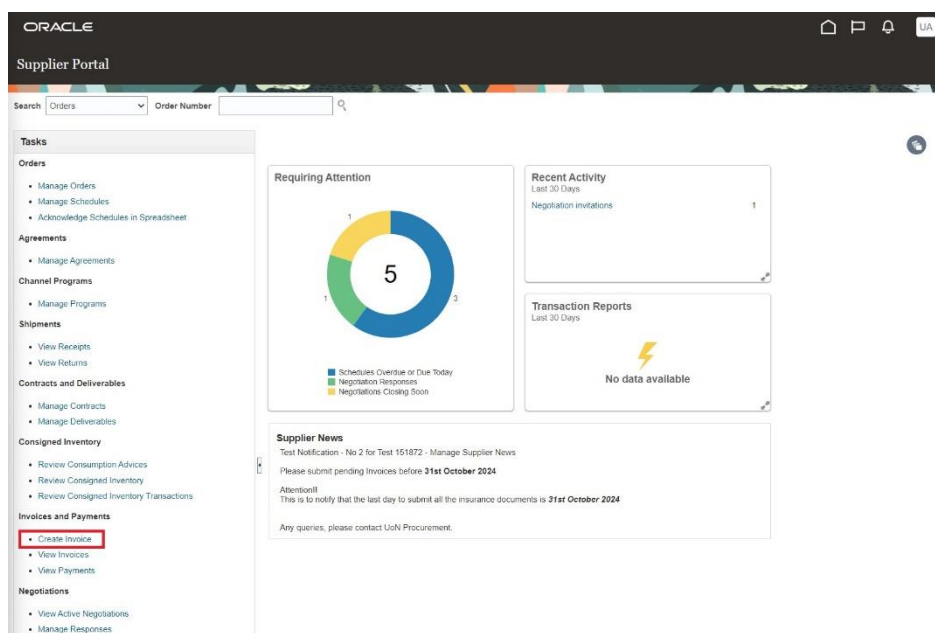 ORACLE
UA
Supplier Portal
Search Orders Order Number
Tasks
Orders
Manage Orders
Manage Schedules
Acknowledge Schedules in Spreadsheet
Agreements
Manage Agreements
Channel Programs
Manage Programs
Shipments
View Receipts
View Returns
Contracts and Deliverables
Manage Contracts
Manage Deliverables
Consigned Inventory
Review Consumption Advices
Review Consigned Inventory
Review Consigned Inventory Transactions
Invoices and Payments
Create Invoice
View Invoices
View Payments
Negotiations
View Active Negotiations
Manage Responses
Requiring Attention
1
5
1
3
Schedules Overdue or Due Today
Negotiation Responses
Negotiations Closing Soon
Recent Activity
Last 30 Days
Negotiation invitations 1
Transaction Reports
Last 30 Days
No data available
Supplier News
Test Notification - No 2 for Test 151872 - Manage Supplier News
Please submit pending Invoices before 31st October 2024
Attention!!!
This is to notify that the last day to submit all the insurance documents is 31st October 2024
Any queries, please contact UoN Procurement.